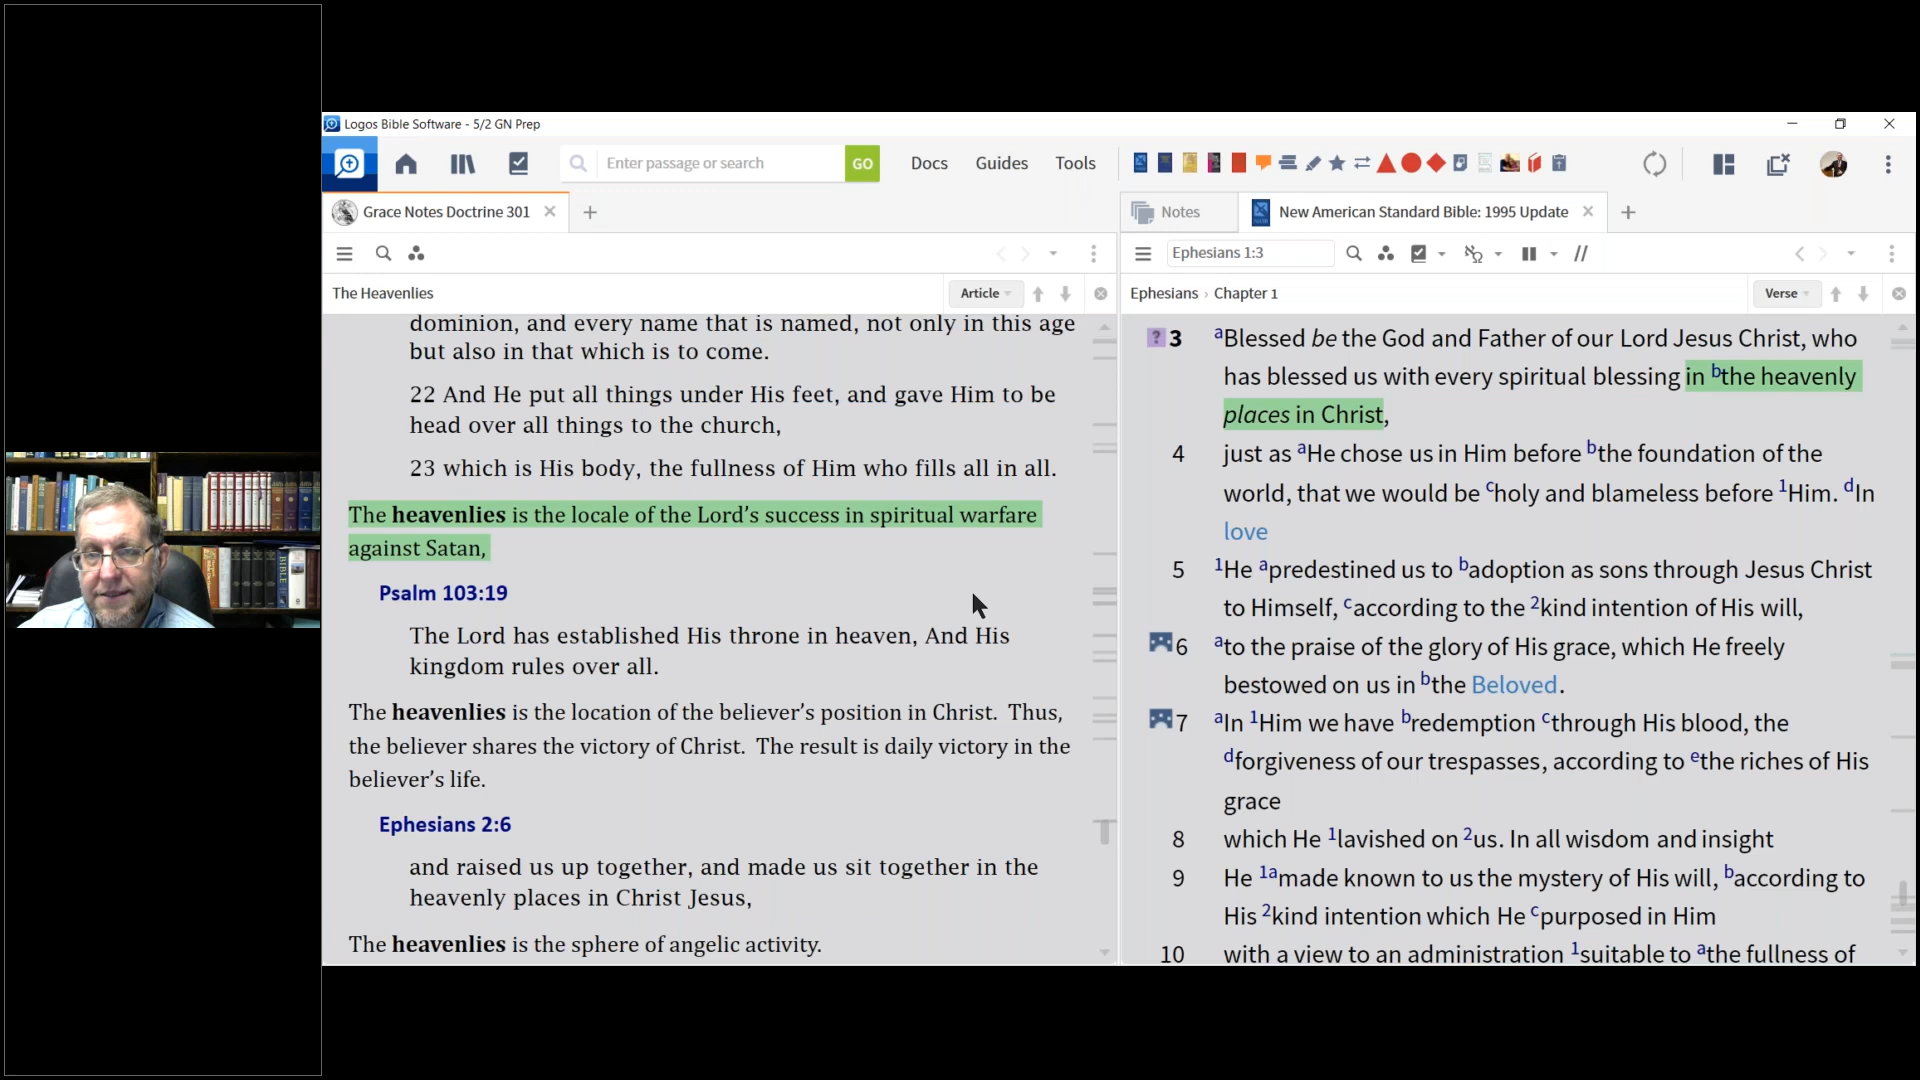 Logos Bible Software - 5/2 GN Prep
Enter passage or search
GO
Docs
Guides
Tools
Grace Notes Doctrine 301
The Heavenlies
Article
dominion, and every name that is named, not only in this age
but also in that which is to come.
22 And He put all things under His feet, and gave Him to be
head over all things to the church,
23 which is His body, the fullness of Him who fills all in all.
The heavenlies is the locale of the Lord’s success in spiritual warfare
against Satan,
Psalm 103:19
The Lord has established His throne in heaven, And His
kingdom rules over all.
The heavenlies is the location of the believer’s position in Christ.  Thus,
the believer shares the victory of Christ.  The result is daily victory in the
believer’s life.
Ephesians 2:6
and raised us up together, and made us sit together in the
heavenly places in Christ Jesus,
The heavenlies is the sphere of angelic activity.
Notes
New American Standard Bible: 1995 Update
Ephesians 1:3
Ephesians › Chapter 1
Verse
? 3 aBlessed be the God and Father of our Lord Jesus Christ, who
has blessed us with every spiritual blessing in bthe heavenly
places in Christ,
4 just as aHe chose us in Him before bthe foundation of the
world, that we would be choly and blameless before 1Him. dIn
love
5 1He apredestined us to badoption as sons through Jesus Christ
to Himself, caccording to the 2kind intention of His will,
6 ato the praise of the glory of His grace, which He freely
bestowed on us in bthe Beloved.
7 aIn 1Him we have bredemption cthrough His blood, the
dforgiveness of our trespasses, according to ethe riches of His
grace
8 which He 1lavished on 2us. In all wisdom and insight
9 He 1amade known to us the mystery of His will, baccording to
His 2kind intention which He cpurposed in Him
10 with a view to an administration 1suitable to athe fullness of
BIBLE